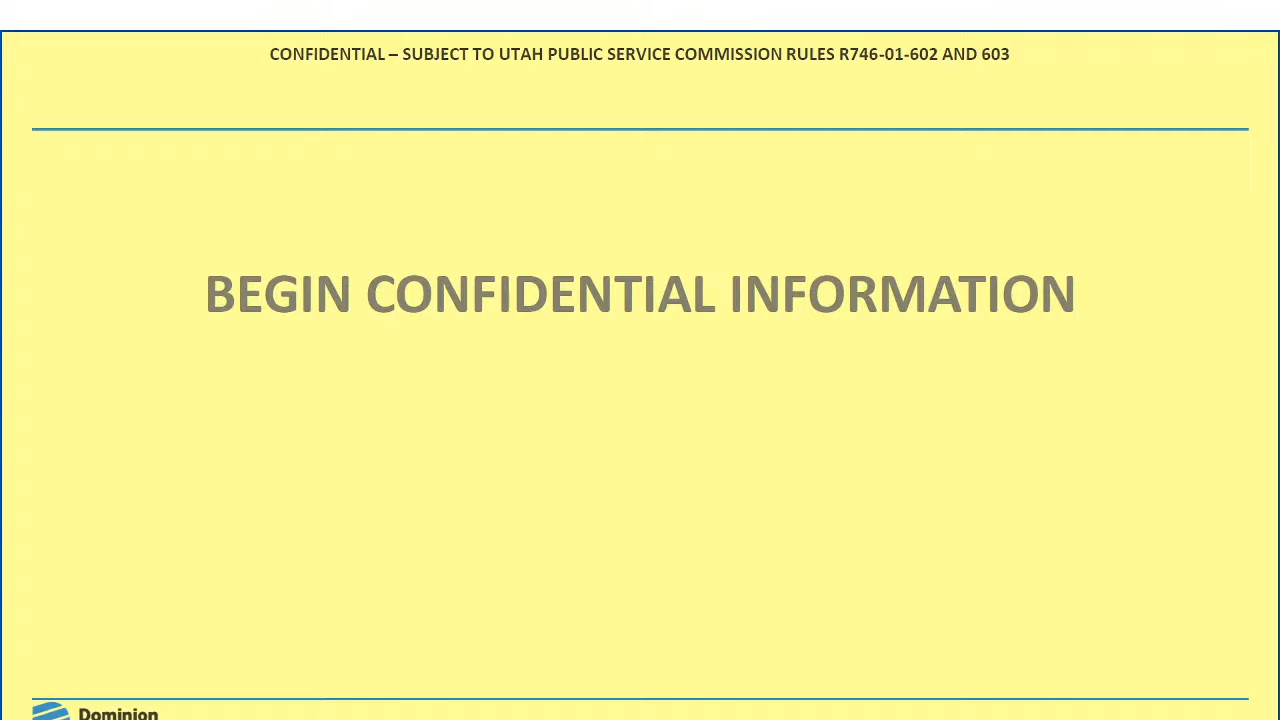 CONFIDENTIAL – SUBJECT TO UTAH PUBLIC SERVICE COMMISSION RULES R746-01-602 AND 603
BEGIN CONFIDENTIAL INFORMATION
Dominion